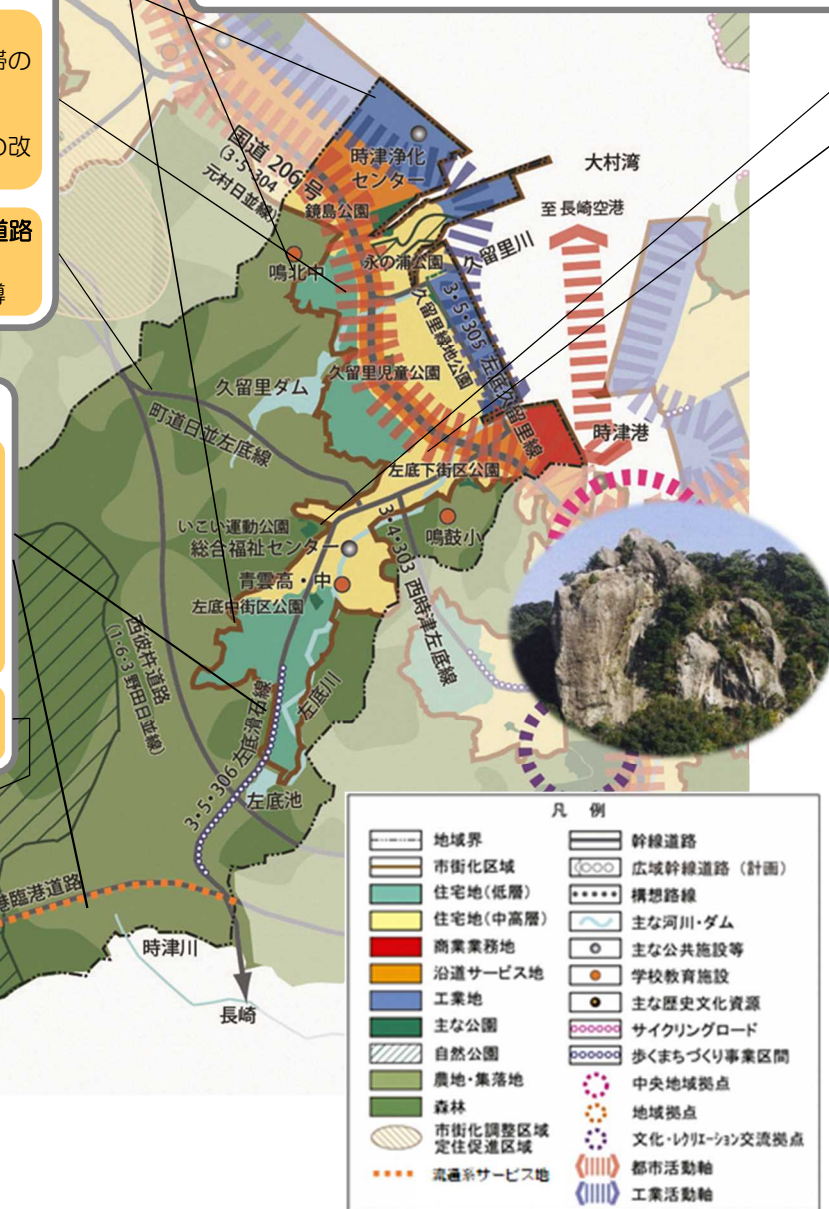 帯の
の改
道路
導
国道 206 号
(3・5・304
元村日並線)
時津浄化
センター
大村湾
至 長崎空港
鏡島公園
鳴北中
永の浦公園
久留里川
3・5・305 左底久留里線
久留里緑地公園
久留里児童公園
久留里ダム
町道日並左底線
時津港
左底下街区公園
いこい運動公園
総合福祉センター
鳴鼓小
3・4・303 西時津左底線
青雲高・中
左底中街区公園
西彼杵道路
(1・6・3 野田日並線)
左底川
3・5・306 左底滑石線
左底池
港臨港道路
時津川
長崎
凡 例
地域界
市街化区域
住宅地(低層)
住宅地(中高層)
商業業務地
沿道サービス地
工業地
主な公園
自然公園
農地・集落地
森林
市街化調整区域
定住促進区域
流通系サービス地
幹線道路
広域幹線道路(計画)
構想路線
主な河川・ダム
主な公共施設等
学校教育施設
主な歴史文化資源
サイクリングロード
歩くまちづくり事業区間
中央地域拠点
地域拠点
文化・レクリエーション交流拠点
都市活動軸
工業活動軸